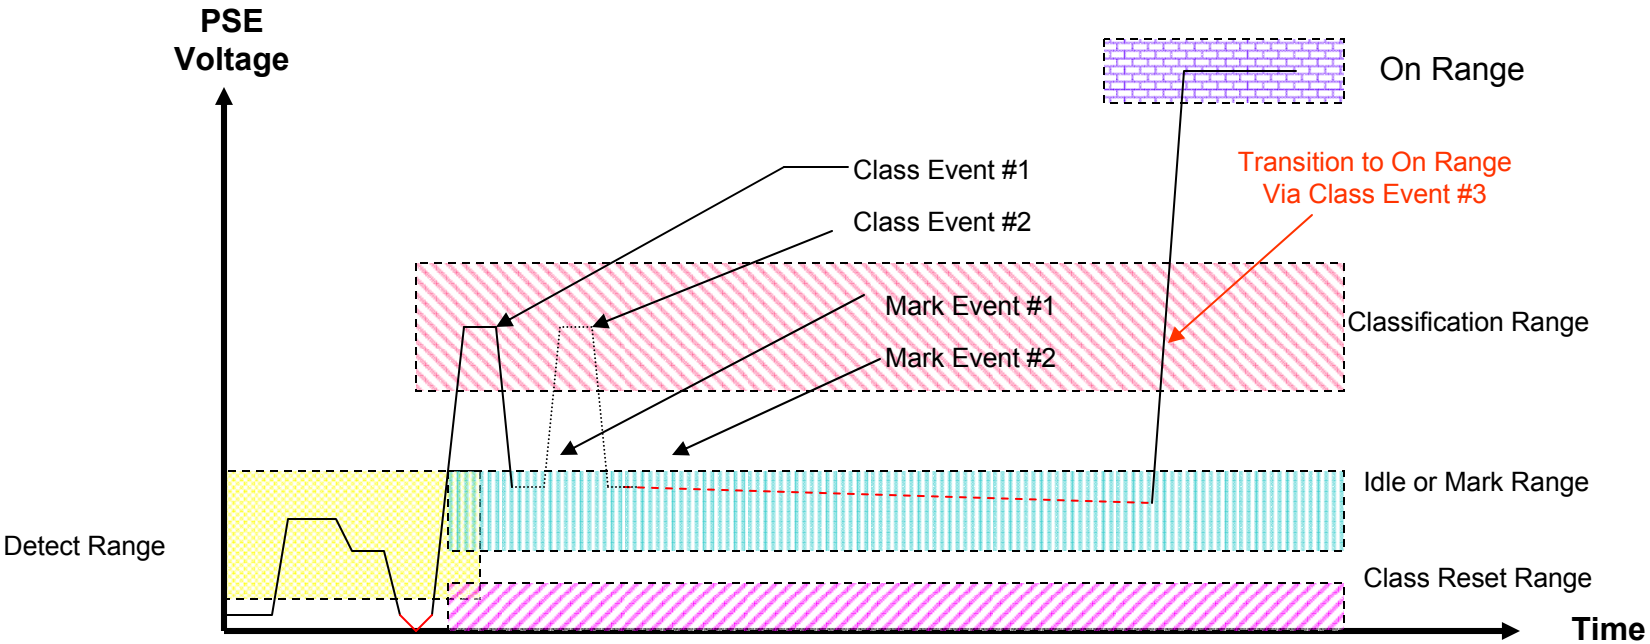 PSE
Voltage
On Range
Transition to On Range
Via Class Event #3
Class Event #1
Class Event #2
Mark Event #1
Classification Range
Mark Event #2
Idle or Mark Range
Detect Range
Class Reset Range
Time